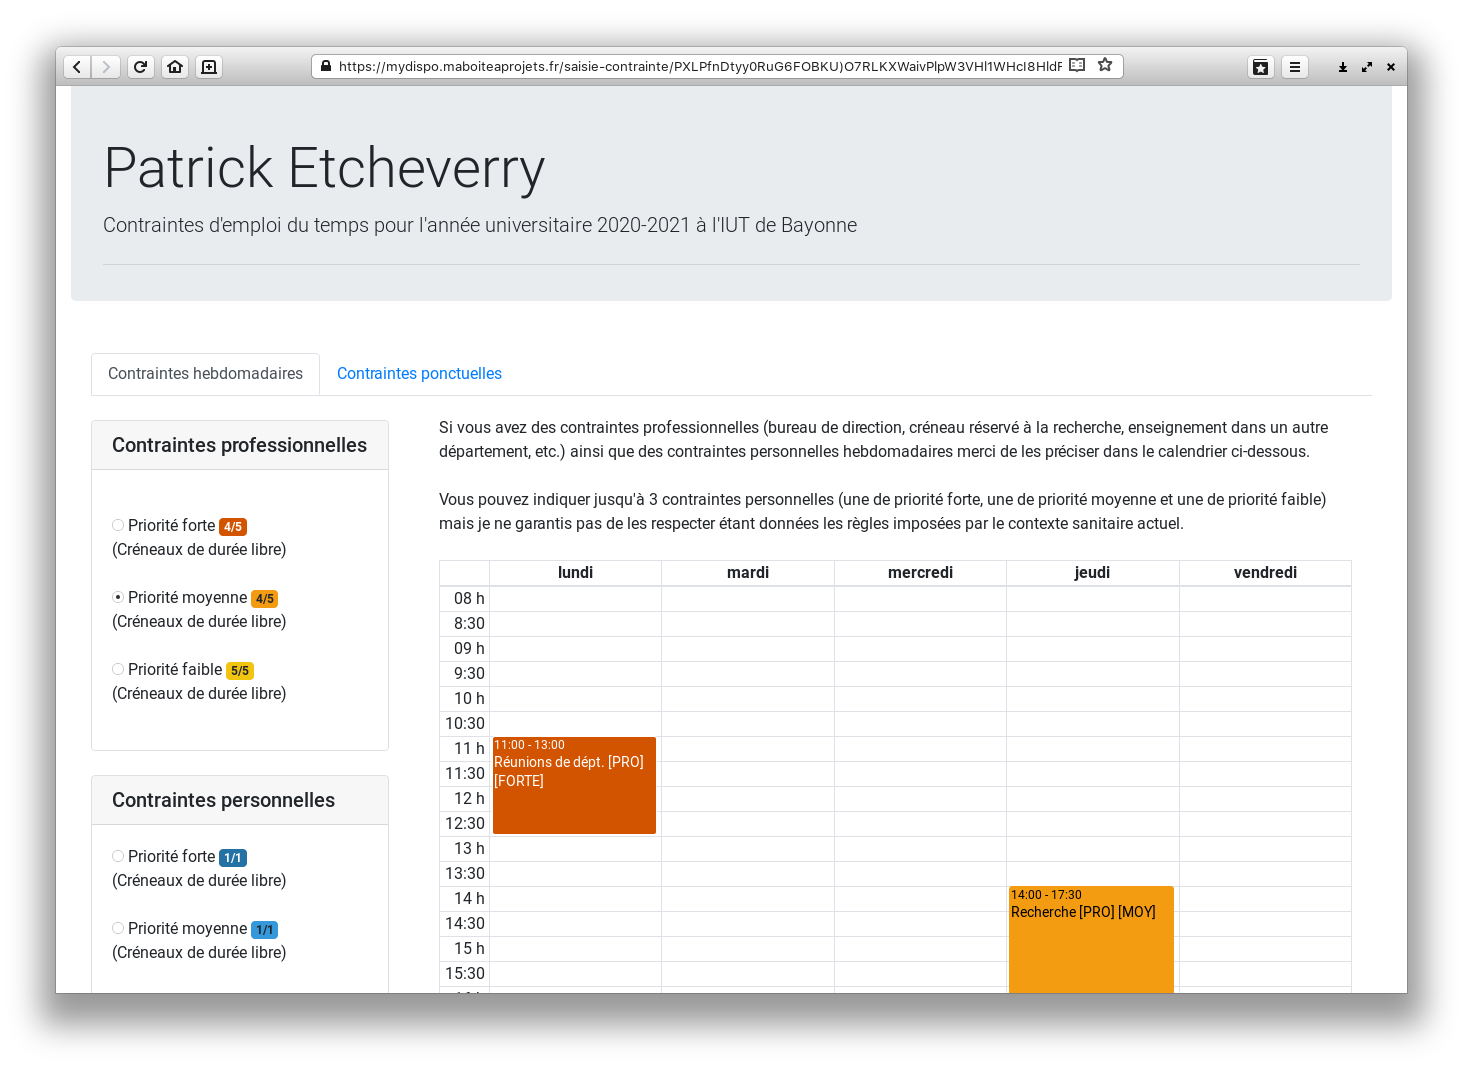 https://mydispo.maboiteaprojets.fr/saisie-contrainte/
Patrick Etcheverry
Contraintes d'emploi du temps pour l'année universitaire 2020-2021 à l'IUT de Bayonne
Contraintes hebdomadaires
Contraintes ponctuelles
Contraintes professionnelles
Priorité forte 4/5
(Créneaux de durée libre)
Priorité moyenne 4/5
(Créneaux de durée libre)
Priorité faible 5/5
(Créneaux de durée libre)
Contraintes personnelles
Priorité forte 1/1
(Créneaux de durée libre)
Priorité moyenne 1/1
(Créneaux de durée libre)
Si vous avez des contraintes professionnelles (bureau de direction, créneau réservé à la recherche, enseignement dans un autre
département, etc.) ainsi que des contraintes personnelles hebdomadaires merci de les préciser dans le calendrier ci-dessous.
Vous pouvez indiquer jusqu'à 3 contraintes personnelles (une de priorité forte, une de priorité moyenne et une de priorité faible)
mais je ne garantis pas de les respecter étant données les règles imposées par le contexte sanitaire actuel.
lundi mardi mercredi jeudi vendredi
08 h
8:30
09 h
9:30
10 h
10:30
11 h
11:30
12 h
12:30
13 h
13:30
14 h
14:30
15 h
15:30
11:00 - 13:00
Réunions de dépt. [PRO]
[FORTE]
14:00 - 17:30
Recherche [PRO] [MOY]